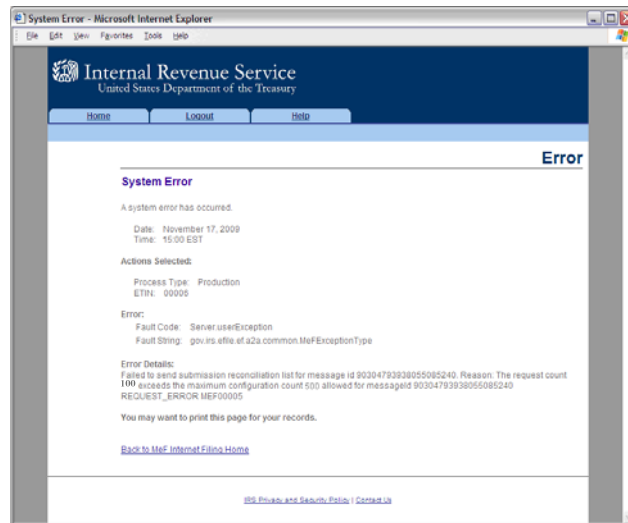 System Error - Microsoft Internet Explorer
File Edit View Favorites Tools Help
Internal Revenue Service
United States Department of the Treasury
Home Logout Help
Error
System Error
A system error has occurred.
Date: November 17, 2009
Time: 15:00 EST
Actions Selected:
Process Type: Production
ETIN: 00005
Error:
Fault Code: Server.userException
Fault String: gov.irs.efile.ef.a2a.common.MeFExceptionType
Error Details:
Failed to send submission reconciliation list for message id 90304793938055085240. Reason: The request count
100 exceeds the maximum configuration count 500 allowed for messageId 90304793938055085240
REQUEST_ERROR MEF00005
You may want to print this page for your records.
Back to MeF Internet Filing Home
IRS Privacy and Security Policy | Contact Us